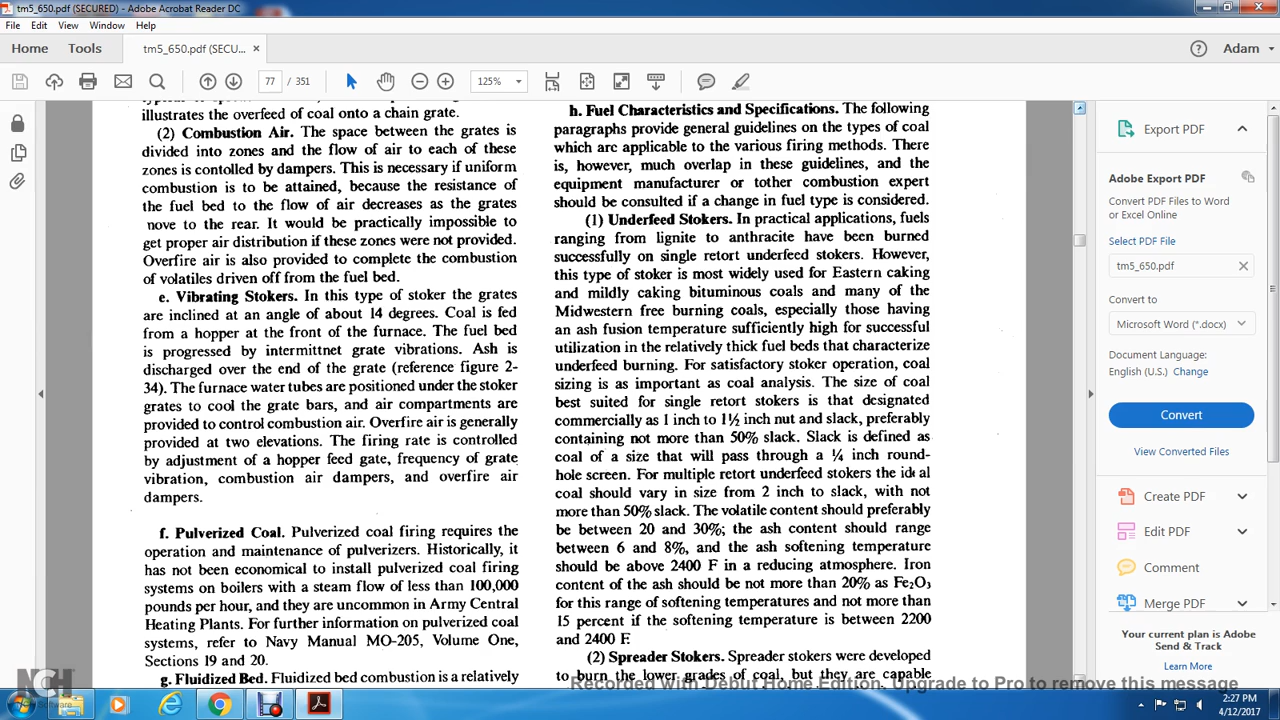 tm5_650.pdf (SECURED) - Adobe Acrobat Reader DC
File Edit View Window Help
Home Tools tm5_650.pdf (SECU... × Adam
77 / 351 125%
illustrates the overfeed of coal onto a chain grate.
(2) Combustion Air. The space between the grates is
divided into zones and the flow of air to each of these
zones is contolled by dampers. This is necessary if uniform
combustion is to be attained, because the resistance of
the fuel bed to the flow of air decreases as the grates
move to the rear. It would be practically impossible to
get proper air distribution if these zones were not provided.
Overfire air is also provided to complete the combustion
of volatiles driven off from the fuel bed.
e. Vibrating Stokers. In this type of stoker the grates
are inclined at an angle of about 14 degrees. Coal is fed
from a hopper at the front of the furnace. The fuel bed
is progressed by intermittnet grate vibrations. Ash is
discharged over the end of the grate (reference figure 2-
34). The furnace water tubes are positioned under the stoker
grates to cool the grate bars, and air compartments are
provided to control combustion air. Overfire air is generally
provided at two elevations. The firing rate is controlled
by adjustment of a hopper feed gate, frequency of grate
vibration, combustion air dampers, and overfire air
dampers.
f. Pulverized Coal. Pulverized coal firing requires the
operation and maintenance of pulverizers. Historically, it
has not been economical to install pulverized coal firing
systems on boilers with a steam flow of less than 100,000
pounds per hour, and they are uncommon in Army Central
Heating Plants. For further information on pulverized coal
systems, refer to Navy Manual MO-205, Volume One,
Sections 19 and 20.
g. Fluidized Bed. Fluidized bed combustion is a relatively
h. Fuel Characteristics and Specifications. The following
paragraphs provide general guidelines on the types of coal
which are applicable to the various firing methods. There
is, however, much overlap in these guidelines, and the
equipment manufacturer or tother combustion expert
should be consulted if a change in fuel type is considered.
(1) Underfeed Stokers. In practical applications, fuels
ranging from lignite to anthracite have been burned
successfully on single retort underfeed stokers. However,
this type of stoker is most widely used for Eastern caking
and mildly caking bituminous coals and many of the
Midwestern free burning coals, especially those having
an ash fusion temperature sufficiently high for successful
utilization in the relatively thick fuel beds that characterize
underfeed burning. For satisfactory stoker operation, coal
sizing is as important as coal analysis. The size of coal
best suited for single retort stokers is that designated
commercially as 1 inch to 1½ inch nut and slack, preferably
containing not more than 50% slack. Slack is defined as
coal of a size that will pass through a ¼ inch round-
hole screen. For multiple retort underfeed stokers the ideal
coal should vary in size from 2 inch to slack, with not
more than 50% slack. The volatile content should preferably
be between 20 and 30%; the ash content should range
between 6 and 8%, and the ash softening temperature
should be above 2400 F in a reducing atmosphere. Iron
content of the ash should be not more than 20% as Fe₂O₃
for this range of softening temperatures and not more than
15 percent if the softening temperature is between 2200
and 2400 F.
(2) Spreader Stokers. Spreader stokers were developed
to burn the lower grades of coal, but they are capable
Export PDF
Adobe Export PDF
Convert PDF Files to Word
or Excel Online
Select PDF File
tm5_650.pdf ×
Convert to
Microsoft Word (*.docx)
Document Language:
English (U.S.) Change
Convert
View Converted Files
Create PDF
Edit PDF
Comment
Merge PDF
Your current plan is Adobe
Send & Track
Learn More
NCH
Software
Recorded with Debut Home Edition. Upgrade to Pro to remove this message
2:27 PM
4/12/2017